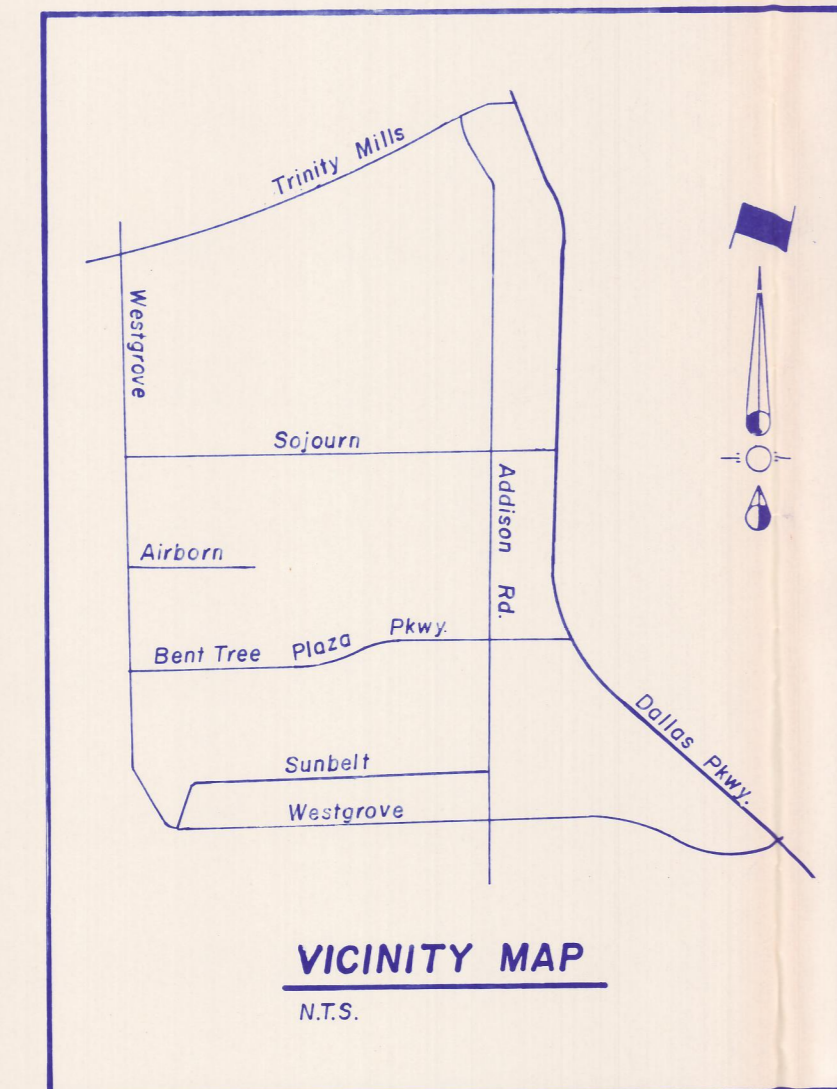 Trinity Mills
Westgrove
Sojourn
Addison Rd.
Airborn
Bent Tree Plaza Pkwy.
Dallas Pkwy.
Sunbelt
Westgrove
VICINITY MAP
N.T.S.